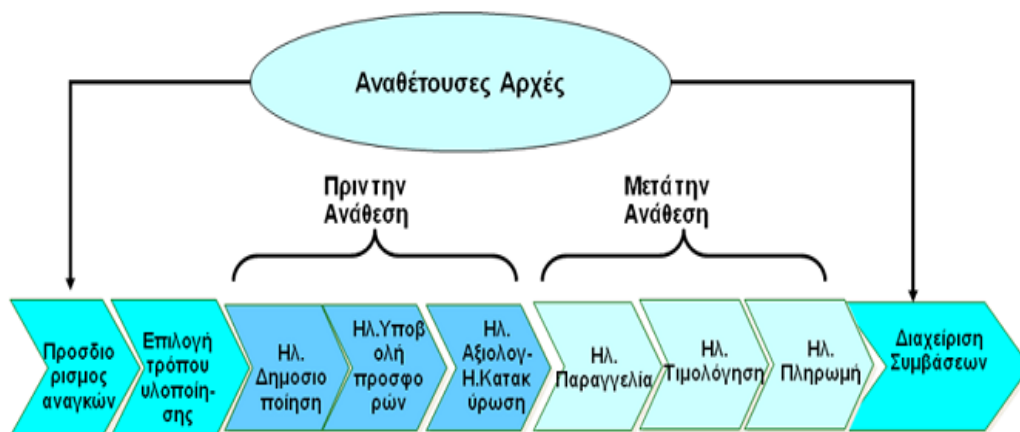 Αναθέτουσες Αρχές
Πριν την
Ανάθεση
Μετά την
Ανάθεση
Προσδιο
ρισμος
αναγκών
Επιλογή
τρόπου
υλοποίη-
σης
Ηλ.
Δημοσιο
ποίηση
Ηλ.Υποβ
ολή
προσφο
ρών
Ηλ.
Αξιολογ-
Η.Κατακ
ύρωση
Ηλ.
Παραγγελία
Ηλ.
Τιμολόγηση
Ηλ.
Πληρωμή
Διαχείριση
Συμβάσεων